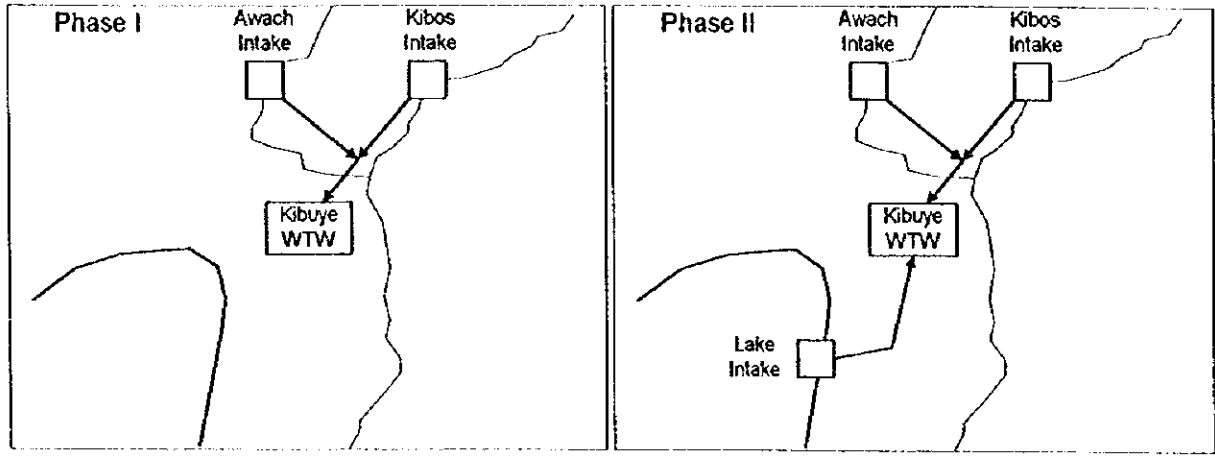 Phase I
Awach
Intake
Kibos
Intake
Kibuye
WTW
Phase II
Awach
Intake
Kibos
Intake
Kibuye
WTW
Lake
Intake